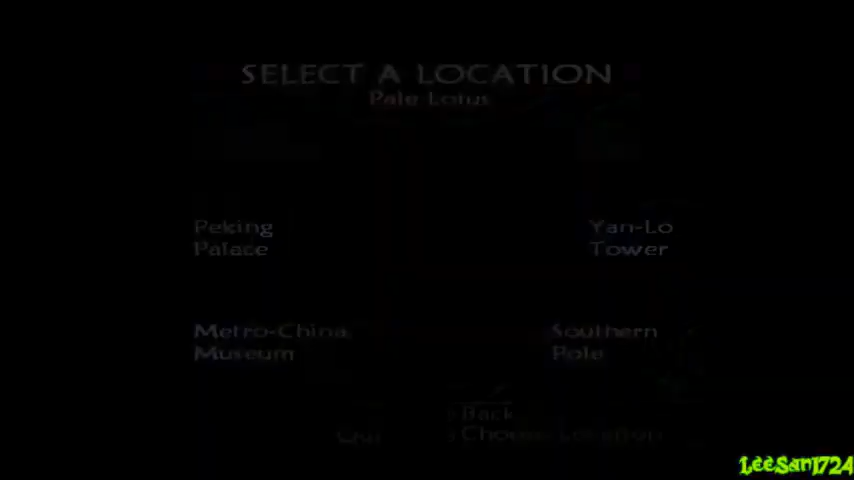 SELECT A LOCATION
Pale Lotus
Peking
Palace
Yan-Lo
Tower
Metro-China
Museum
Southern
Pole
Back
Choose Location
LeeSan1724